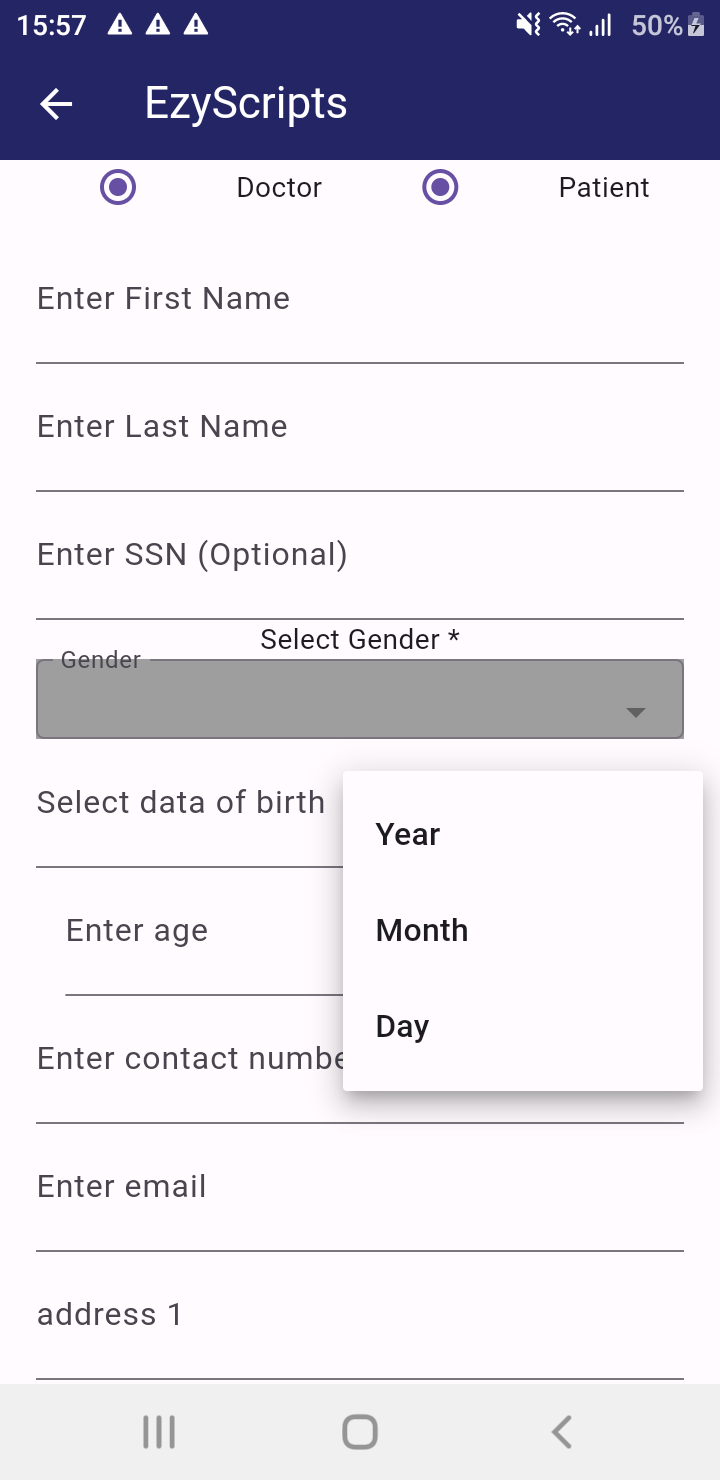 15:57 50%
EzyScripts
Doctor Patient
Enter First Name
Enter Last Name
Enter SSN (Optional)
Select Gender *
Gender
Select data of birth
Year
Enter age
Month
Day
Enter contact numbe
Enter email
address 1